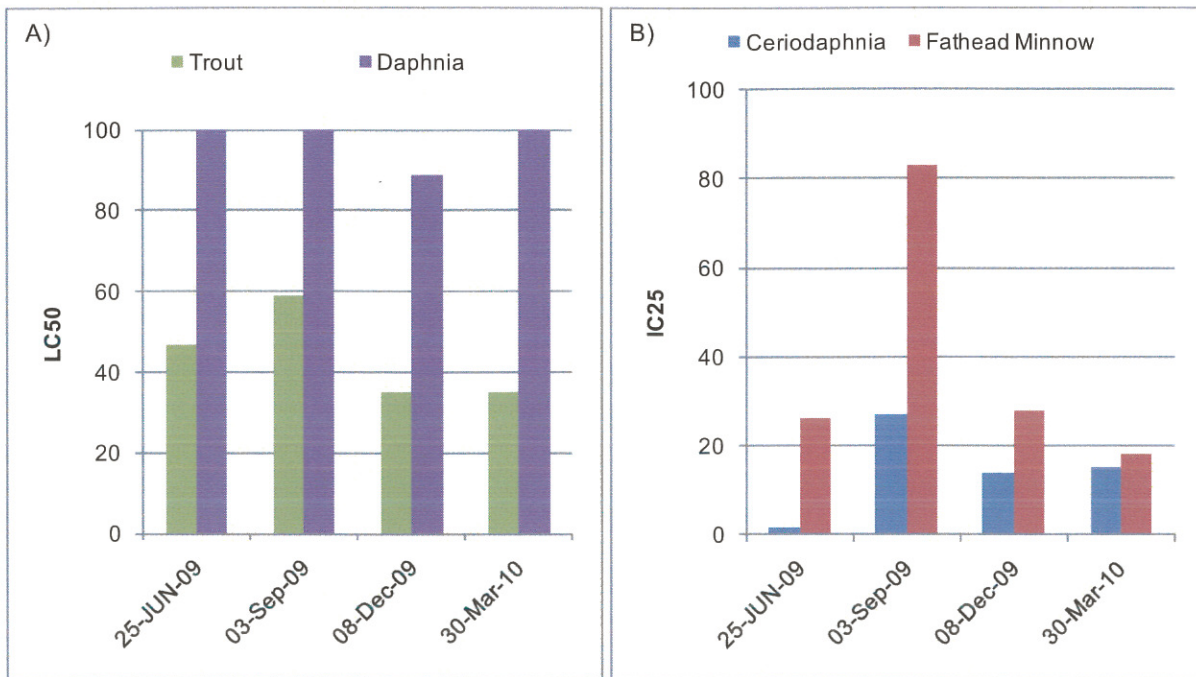 A)
Trout Daphnia
LC50
100
80
60
40
20
0
25-JUN-09 03-Sep-09 08-Dec-09 30-Mar-10
B)
Ceriodaphnia Fathead Minnow
IC25
100
80
60
40
20
0
25-JUN-09 03-Sep-09 08-Dec-09 30-Mar-10